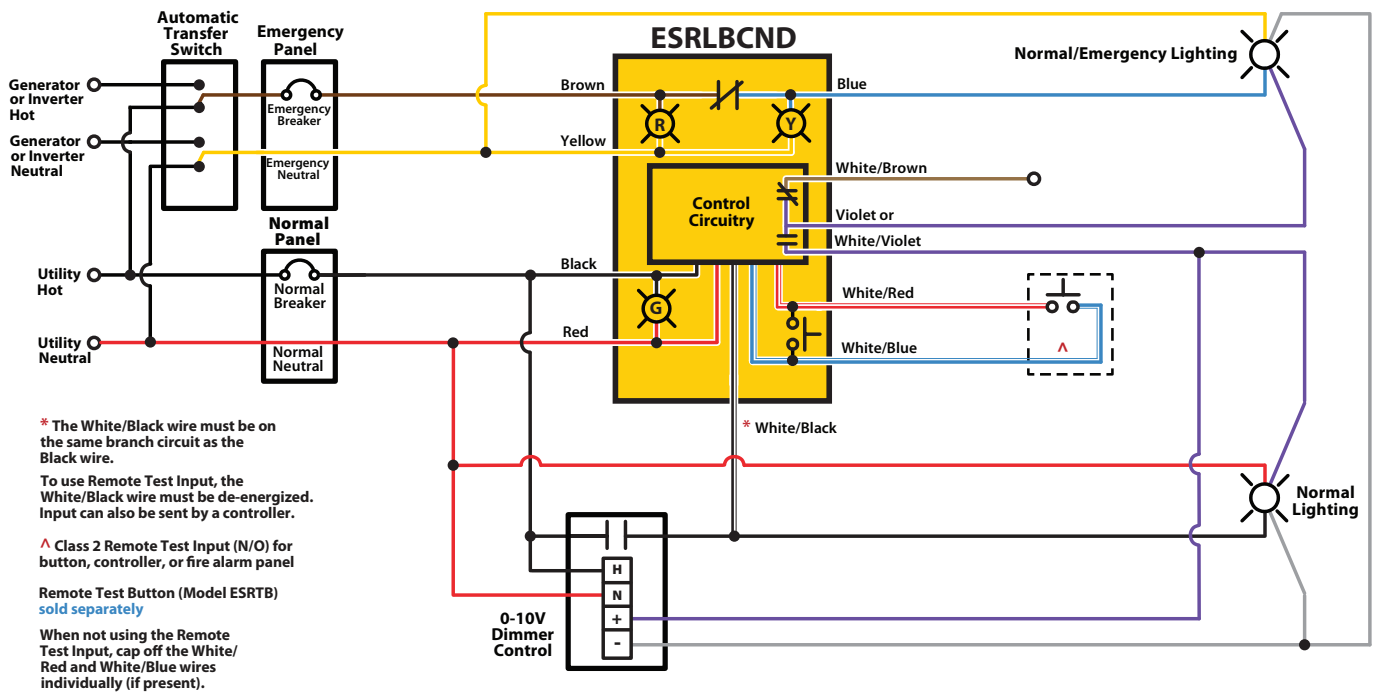 Automatic
Transfer
Switch
Emergency
Panel
ESRLBCND
Normal/Emergency Lighting
Generator
or Inverter
Hot
Generator
or Inverter
Neutral
Emergency
Breaker
Emergency
Neutral
Brown
Blue
R
Y
Yellow
White/Brown
Control
Circuitry
Violet or
White/Violet
Normal
Panel
Utility
Hot
Normal
Breaker
Black
G
White/Red
Utility
Neutral
Normal
Neutral
Red
White/Blue
^
* White/Black
* The White/Black wire must be on
the same branch circuit as the
Black wire.
To use Remote Test Input, the
White/Black wire must be de-energized.
Input can also be sent by a controller.
^ Class 2 Remote Test Input (N/O) for
button, controller, or fire alarm panel
Remote Test Button (Model ESRTB)
sold separately
When not using the Remote
Test Input, cap off the White/
Red and White/Blue wires
individually (if present).
Normal
Lighting
0-10V
Dimmer
Control
H
N
+
-